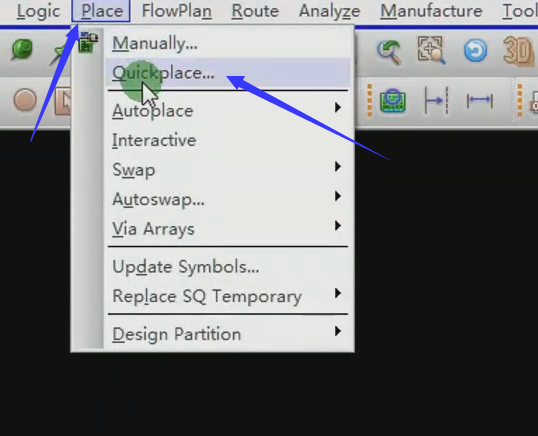 Logic Place FlowPlan Route Analyze Manufacture Tool
Manually...
Quickplace...
3D
Autoplace
Interactive
Swap
Autoswap...
Via Arrays
Update Symbols...
Replace SQ Temporary
Design Partition